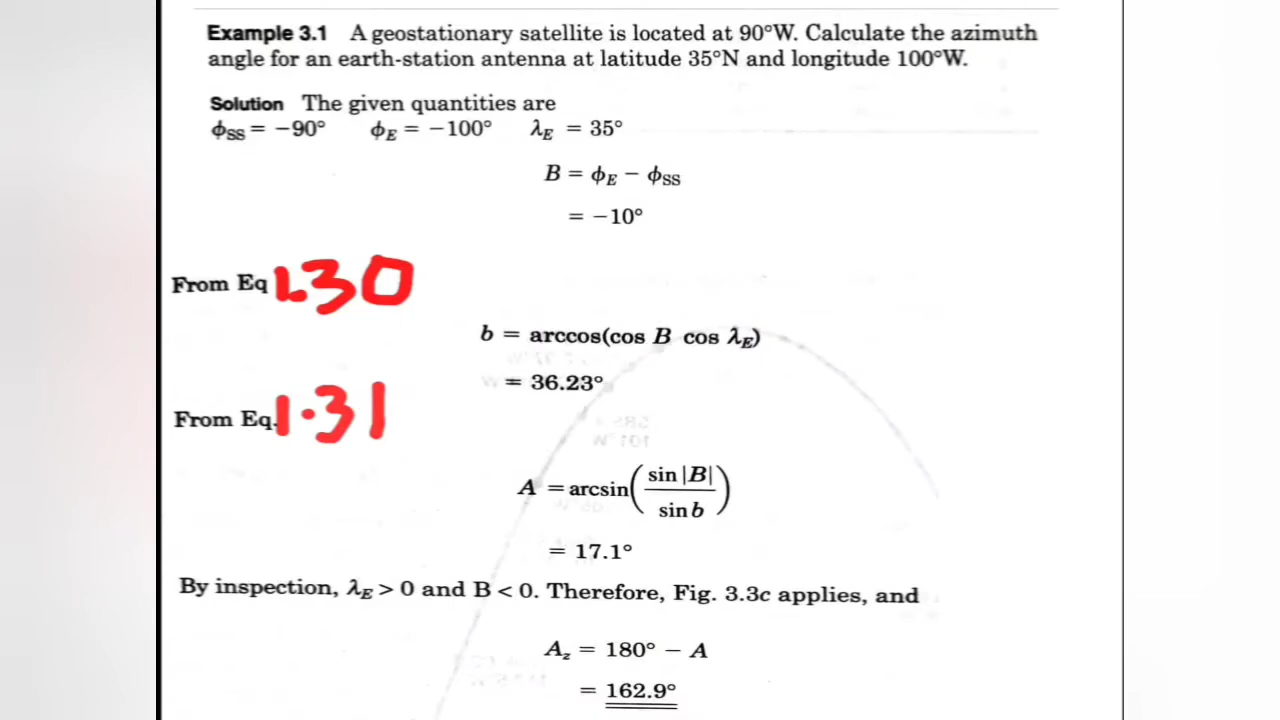 Example 3.1 A geostationary satellite is located at 90°W. Calculate the azimuth
angle for an earth-station antenna at latitude 35°N and longitude 100°W.
Solution The given quantities are
ϕSS = −90° ϕE = −100° λE = 35°
B = ϕE − ϕSS
= −10°
From Eq 1.30
b = arccos(cos B cos λE)
= 36.23°
From Eq. 1.31
A = arcsin(sin|B| / sin b)
= 17.1°
By inspection, λE > 0 and B < 0. Therefore, Fig. 3.3c applies, and
Az = 180° − A
= 162.9°